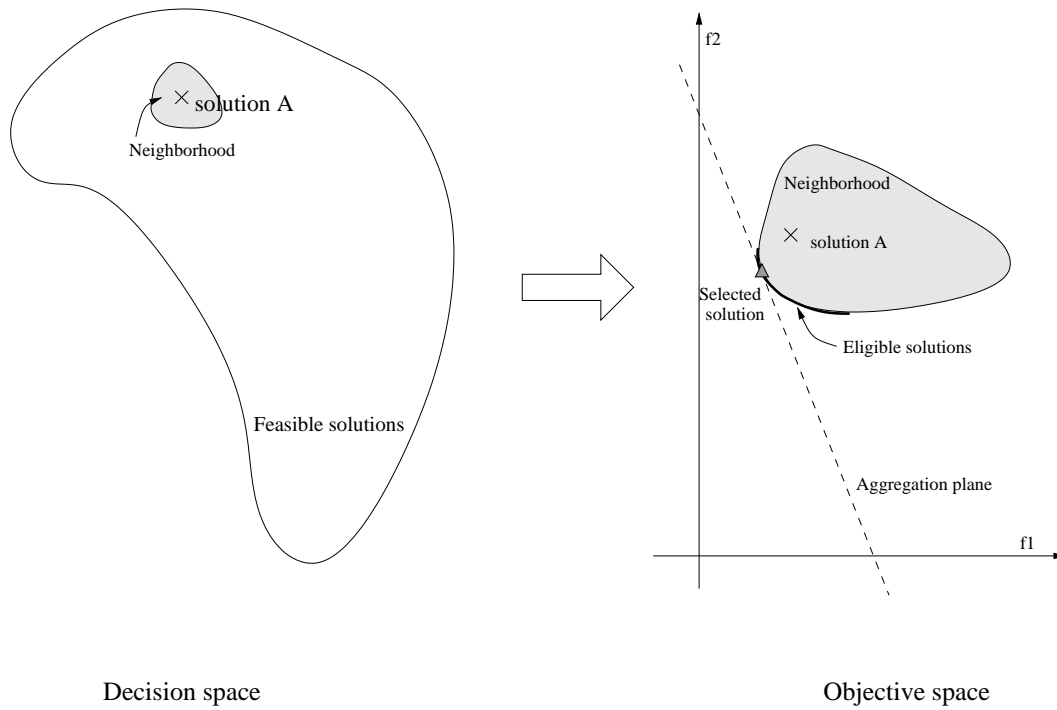 solution A
Neighborhood
Feasible solutions
Decision space
f2
Neighborhood
solution A
Selected
solution
Eligible solutions
Aggregation plane
f1
Objective space